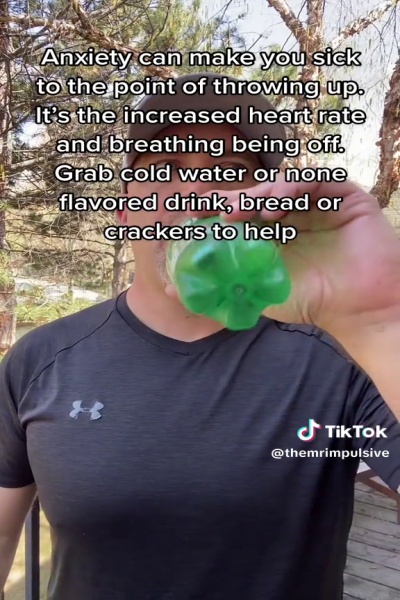 Anxiety can make you sick
to the point of throwing up.
It's the increased heart rate
and breathing being off.
Grab cold water or none
flavored drink, bread or
crackers to help
TikTok
@themrimpulsive